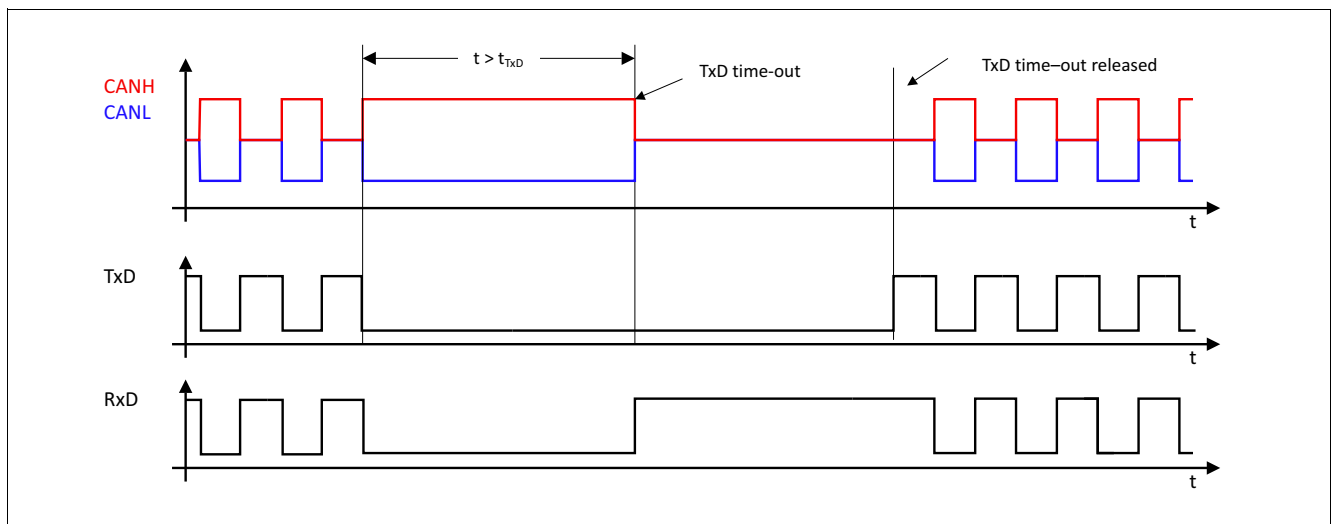 t > tTxD
TxD time-out
TxD time–out released
CANH
CANL
t
TxD
t
RxD
t